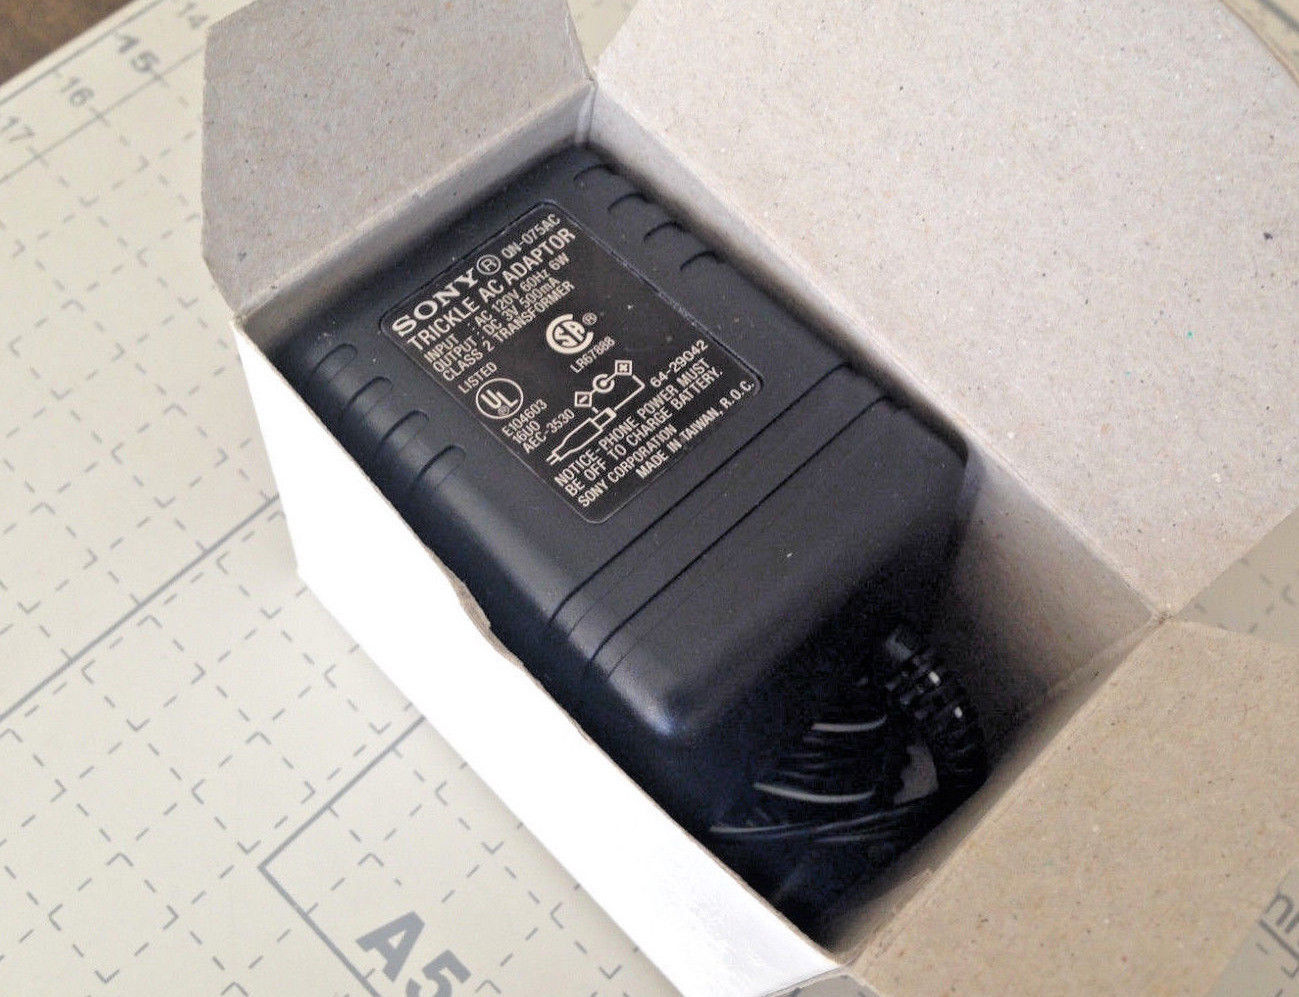 SONY® QN-075AC
TRICKLE AC ADAPTOR
INPUT : AC 120V 60Hz 6W
OUTPUT : DC 3V 500mA
CLASS 2 TRANSFORMER
LISTED
UL®
E104603
16U0
AEC-3530
SA®
LR67888
64-29042
NOTICE-PHONE POWER MUST
BE OFF TO CHARGE BATTERY.
SONY CORPORATION
MADE IN TAIWAN, R.O.C.
14
15
16
17
A5